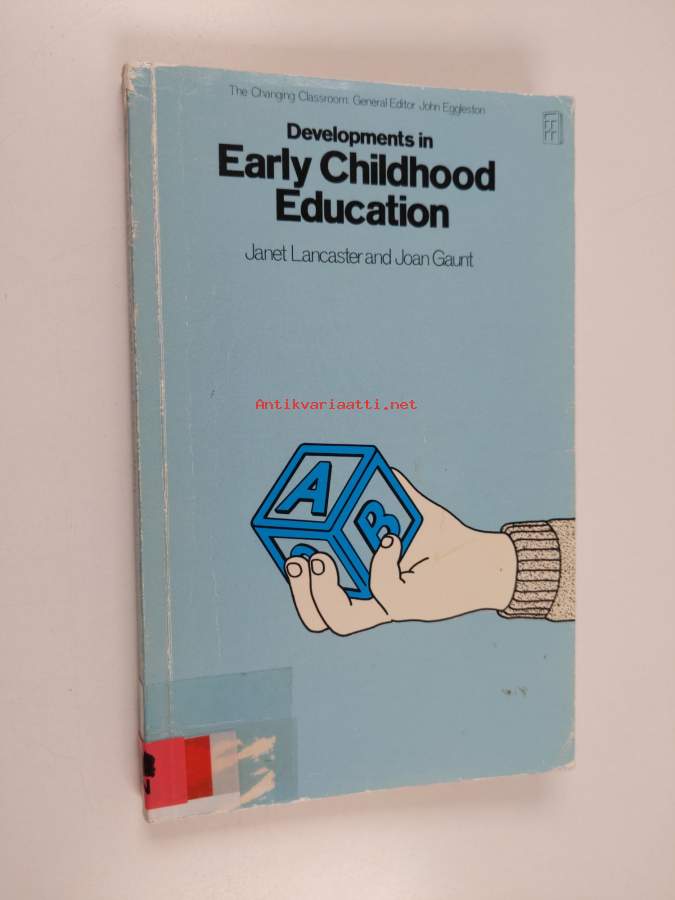 The Changing Classroom: General Editor John Eggleston
Developments in
Early Childhood
Education
Janet Lancaster and Joan Gaunt
Antikvariaatti.net
A
B